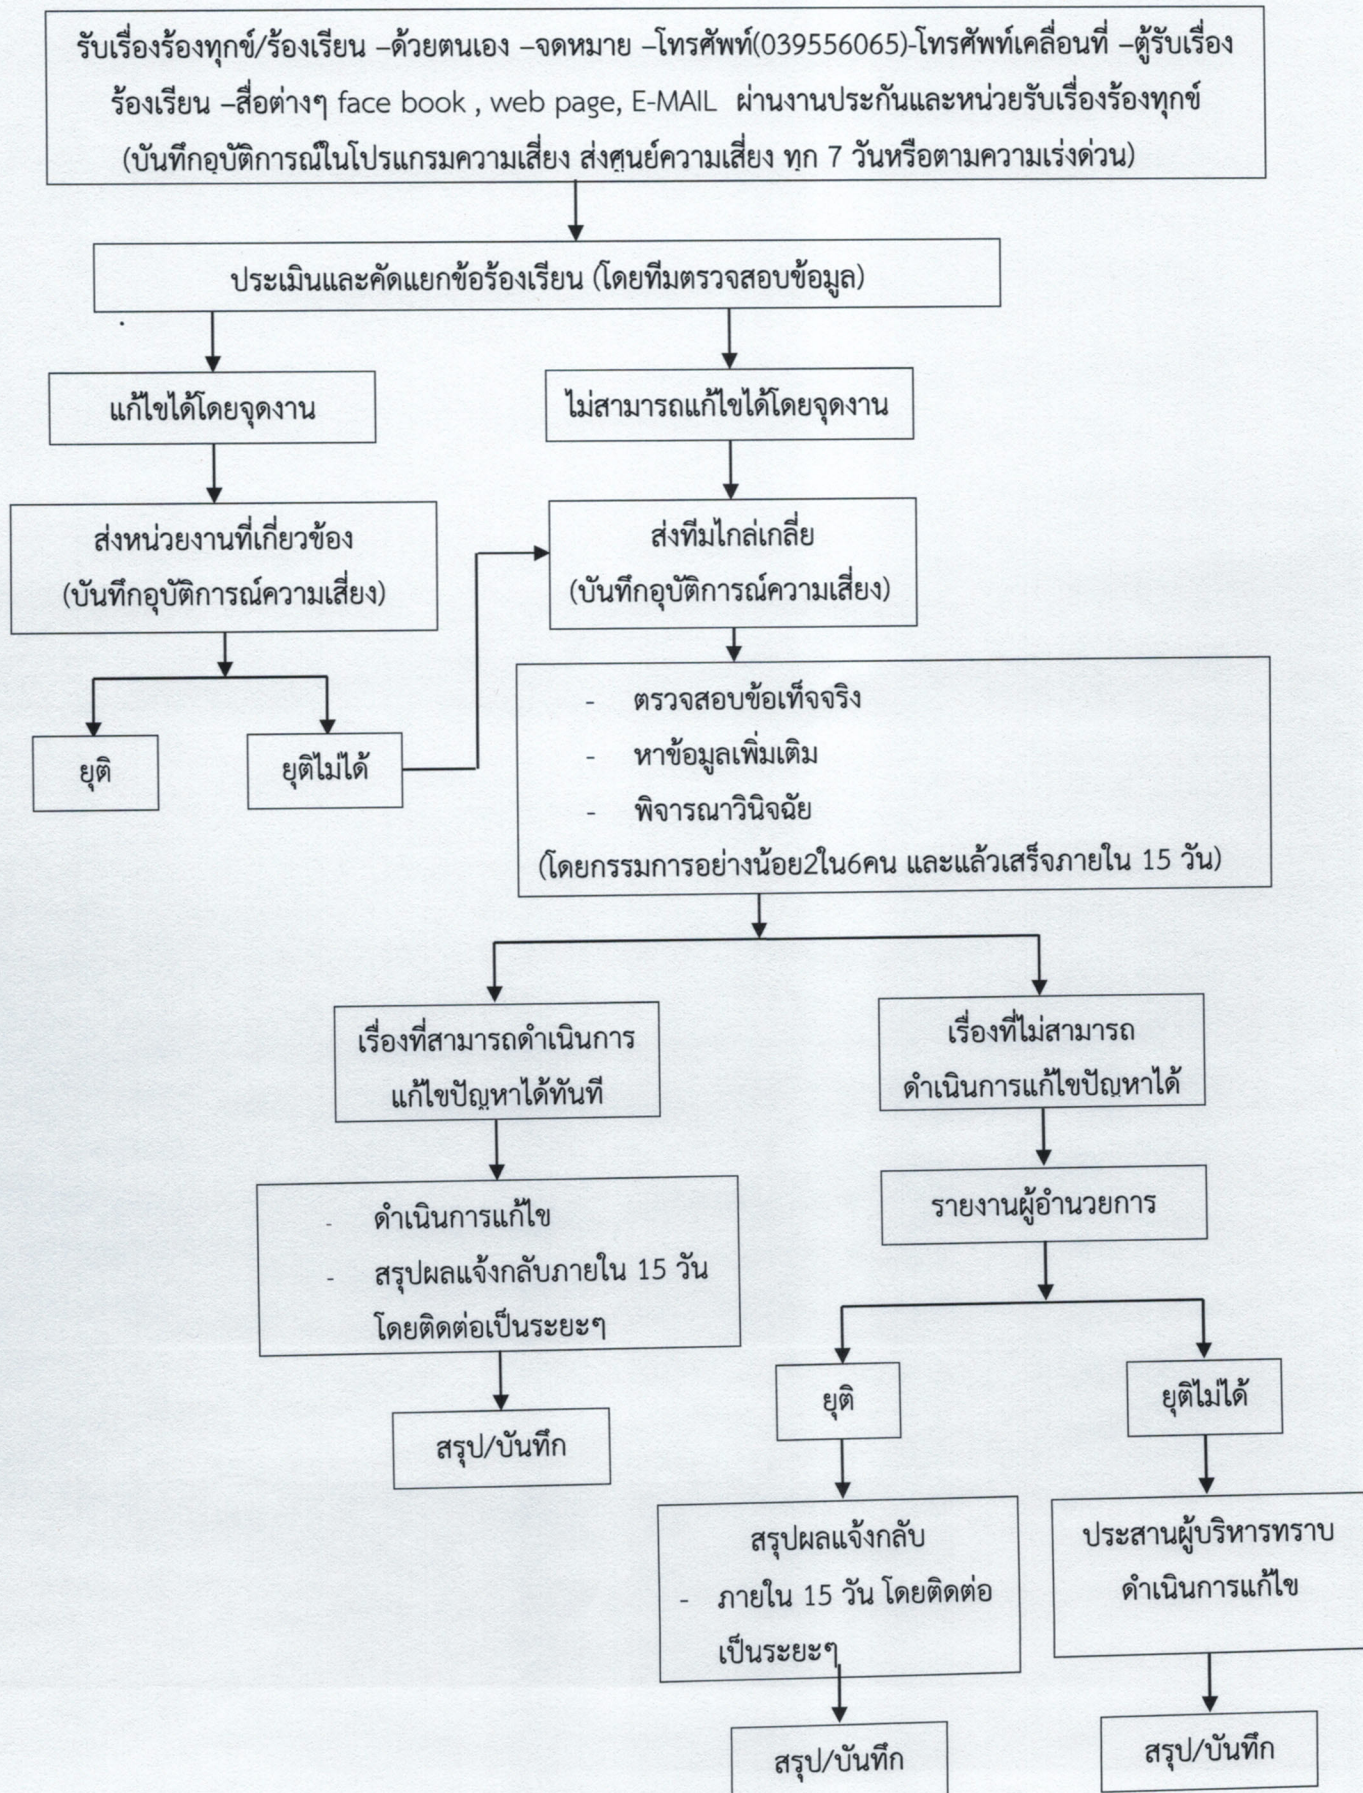 รับเรื่องร้องทุกข์/ร้องเรียน –ด้วยตนเอง –จดหมาย –โทรศัพท์(039556065)-โทรศัพท์เคลื่อนที่ –ตู้รับเรื่อง
ร้องเรียน –สื่อต่างๆ face book , web page, E-MAIL ผ่านงานประกันและหน่วยรับเรื่องร้องทุกข์
(บันทึกอุบัติการณ์ในโปรแกรมความเสี่ยง ส่งศูนย์ความเสี่ยง ทุก 7 วันหรือตามความเร่งด่วน)
ประเมินและคัดแยกข้อร้องเรียน (โดยทีมตรวจสอบข้อมูล)
แก้ไขได้โดยจุดงาน
ไม่สามารถแก้ไขได้โดยจุดงาน
ส่งหน่วยงานที่เกี่ยวข้อง
(บันทึกอุบัติการณ์ความเสี่ยง)
ส่งทีมไกล่เกลี่ย
(บันทึกอุบัติการณ์ความเสี่ยง)
ยุติ
ยุติไม่ได้
- ตรวจสอบข้อเท็จจริง
- หาข้อมูลเพิ่มเติม
- พิจารณาวินิจฉัย
(โดยกรรมการอย่างน้อย2ใน6คน และแล้วเสร็จภายใน 15 วัน)
เรื่องที่สามารถดำเนินการ
แก้ไขปัญหาได้ทันที
เรื่องที่ไม่สามารถ
ดำเนินการแก้ไขปัญหาได้
- ดำเนินการแก้ไข
- สรุปผลแจ้งกลับภายใน 15 วัน
โดยติดต่อเป็นระยะๆ
สรุป/บันทึก
รายงานผู้อำนวยการ
ยุติ
ยุติไม่ได้
สรุปผลแจ้งกลับ
- ภายใน 15 วัน โดยติดต่อ
เป็นระยะๆ
ประสานผู้บริหารทราบ
ดำเนินการแก้ไข
สรุป/บันทึก
สรุป/บันทึก